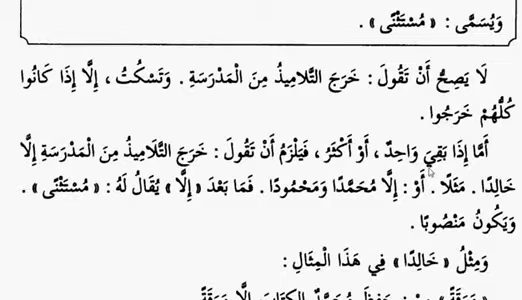 وَيُسَمَّى : « مُسْتَثْنًى » .
لَا يَصِحُّ أَنْ تَقُولَ : خَرَجَ التَّلَامِيذُ مِنَ الْمَدْرَسَةِ . وَتَسْكُتُ ، إِلَّا إِذَا كَانُوا
كُلُّهُمْ خَرَجُوا .
أَمَّا إِذَا بَقِيَ وَاحِدٌ ، أَوْ أَكْثَرُ ، فَيَلْزَمُ أَنْ تَقُولَ : خَرَجَ التَّلَامِيذُ مِنَ الْمَدْرَسَةِ إِلَّا
خَالِدًا . مَثَلًا . أَوْ : إِلَّا مُحَمَّدًا وَمَحْمُودًا . فَمَا بَعْدَ « إِلَّا » يُقَالُ لَهُ : « مُسْتَثْنًى » .
وَيَكُونُ مَنْصُوبًا .
وَمِثْلُ « خَالِدًا » فِي هَذَا الْمِثَالِ :